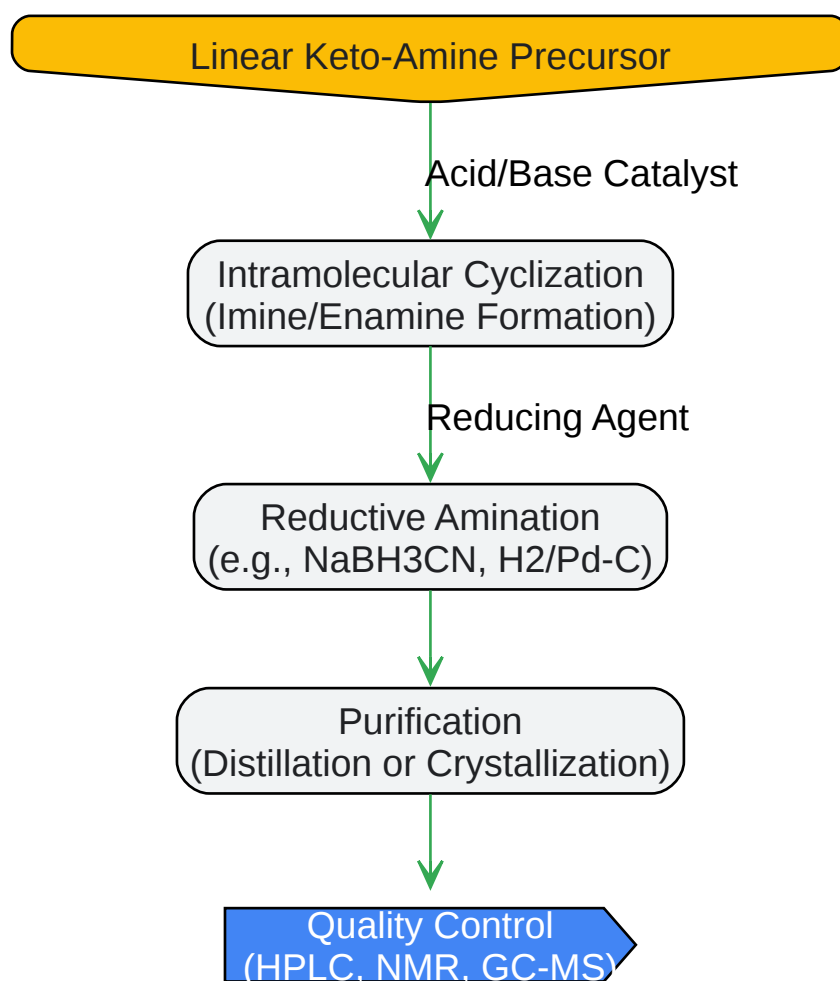 Linear Keto-Amine Precursor
Acid/Base Catalyst
Intramolecular Cyclization
(Imine/Enamine Formation)
Reducing Agent
Reductive Amination
(e.g., NaBH3CN, H2/Pd-C)
Purification
(Distillation or Crystallization)
Quality Control
(HPLC, NMR, GC-MS)